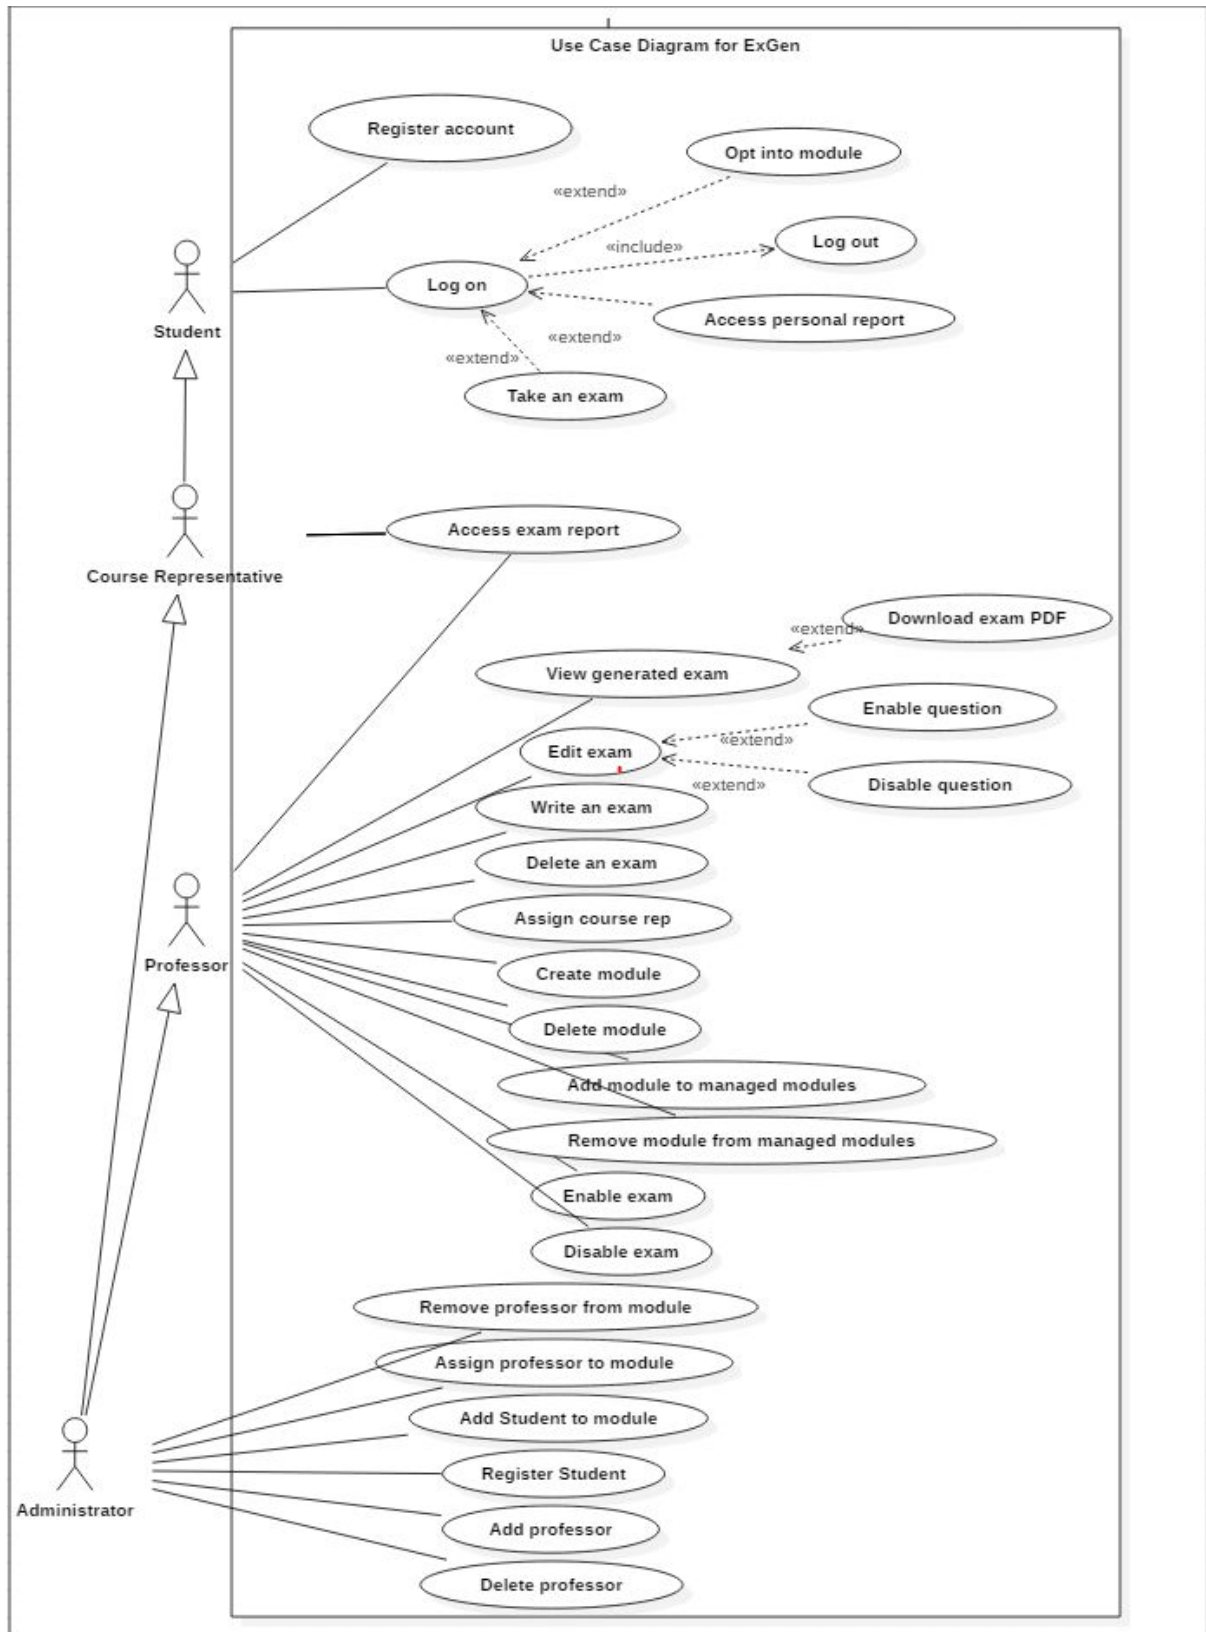 Use Case Diagram for ExGen
Register account
Opt into module
«extend»
Log out
«include»
Log on
Access personal report
Student
«extend»
«extend»
Take an exam
Access exam report
Course Representative
Download exam PDF
«extend»
View generated exam
Enable question
«extend»
Edit exam
Disable question
«extend»
Write an exam
Delete an exam
Assign course rep
Professor
Create module
Delete module
Add module to managed modules
Remove module from managed modules
Enable exam
Disable exam
Remove professor from module
Assign professor to module
Add Student to module
Register Student
Administrator
Add professor
Delete professor